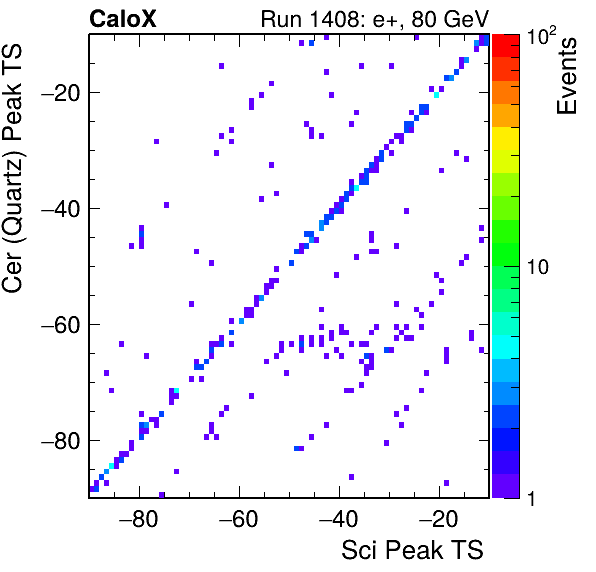 CaloX Run 1408: e+, 80 GeV
Cer (Quartz) Peak TS
−20
−40
−60
−80
−80 −60 −40 −20
Sci Peak TS
10²
10
1
Events